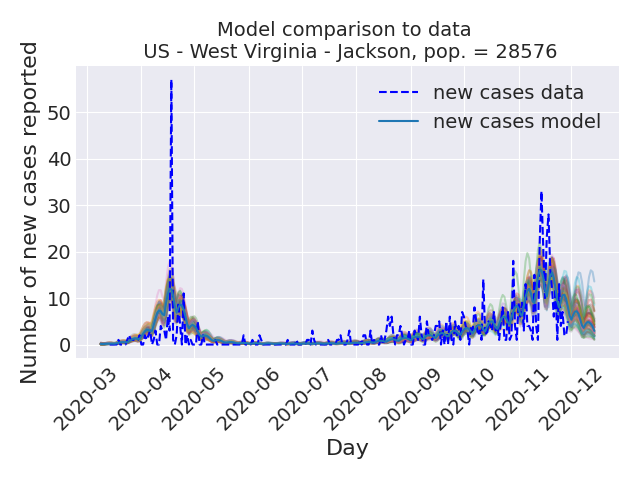 Model comparison to data
US - West Virginia - Jackson, pop. = 28576
Number of new cases reported
50
40
30
20
10
0
new cases data
new cases model
2020-03
2020-04
2020-05
2020-06
2020-07
2020-08
2020-09
2020-10
2020-11
2020-12
Day